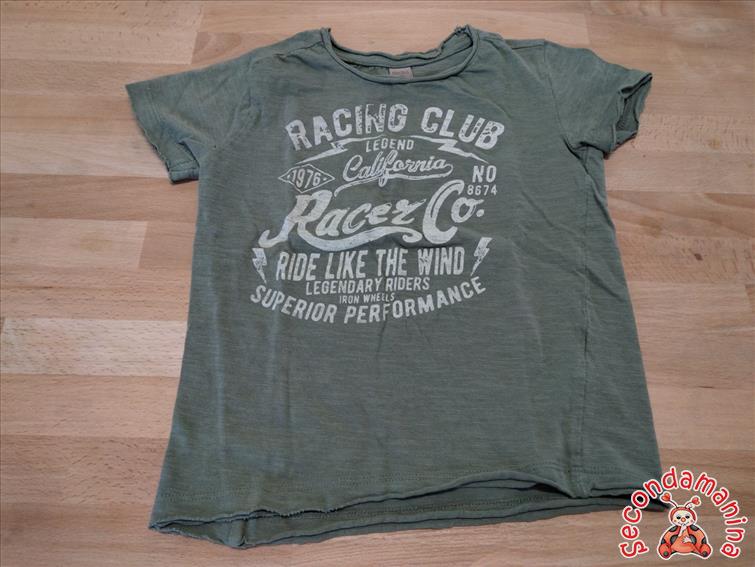 RACING CLUB
LEGEND
1976 California NO
8674
Racer Co.
RIDE LIKE THE WIND
LEGENDARY RIDERS
IRON WHEELS
SUPERIOR PERFORMANCE
secondamanina